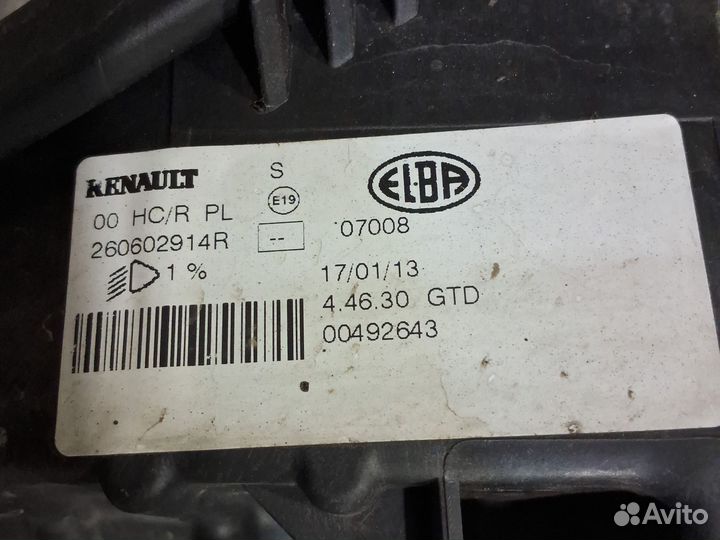 RENAULT S ELBA
00 HC/R PL E19
260602914R -- 07008
1 % 17/01/13
4.46.30 GTD
00492643
Avito